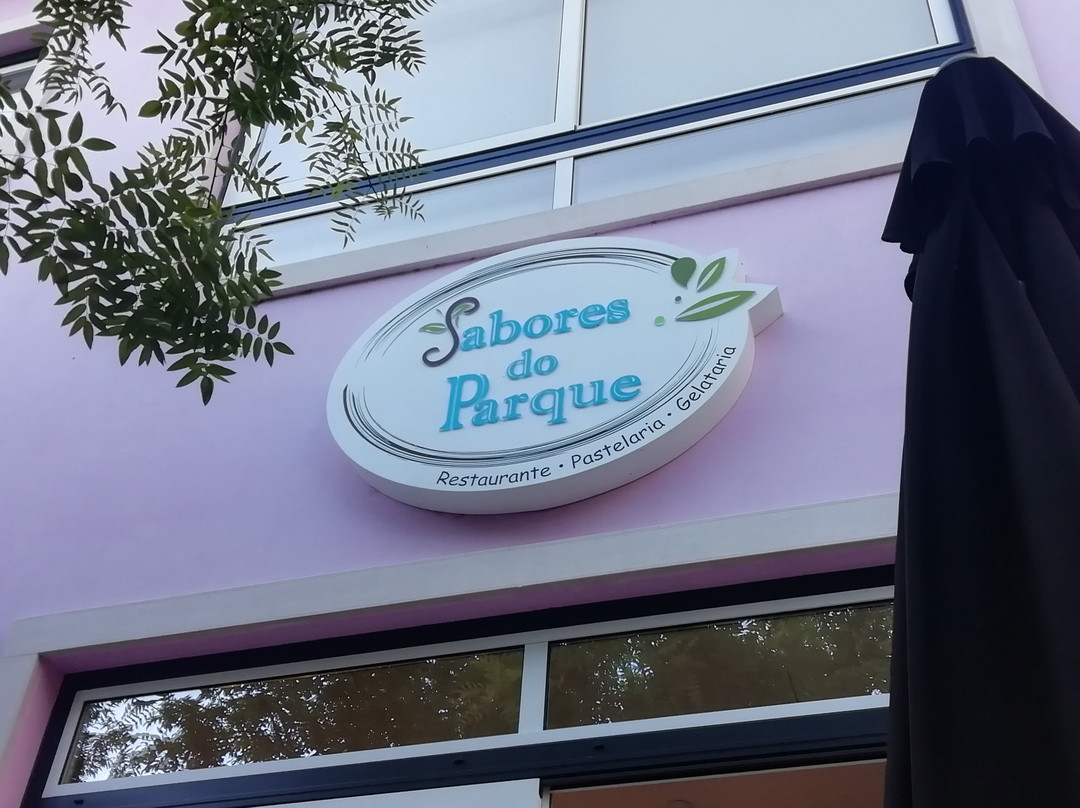 Sabores
do
Parque
Restaurante • Pastelaria • Gelataria